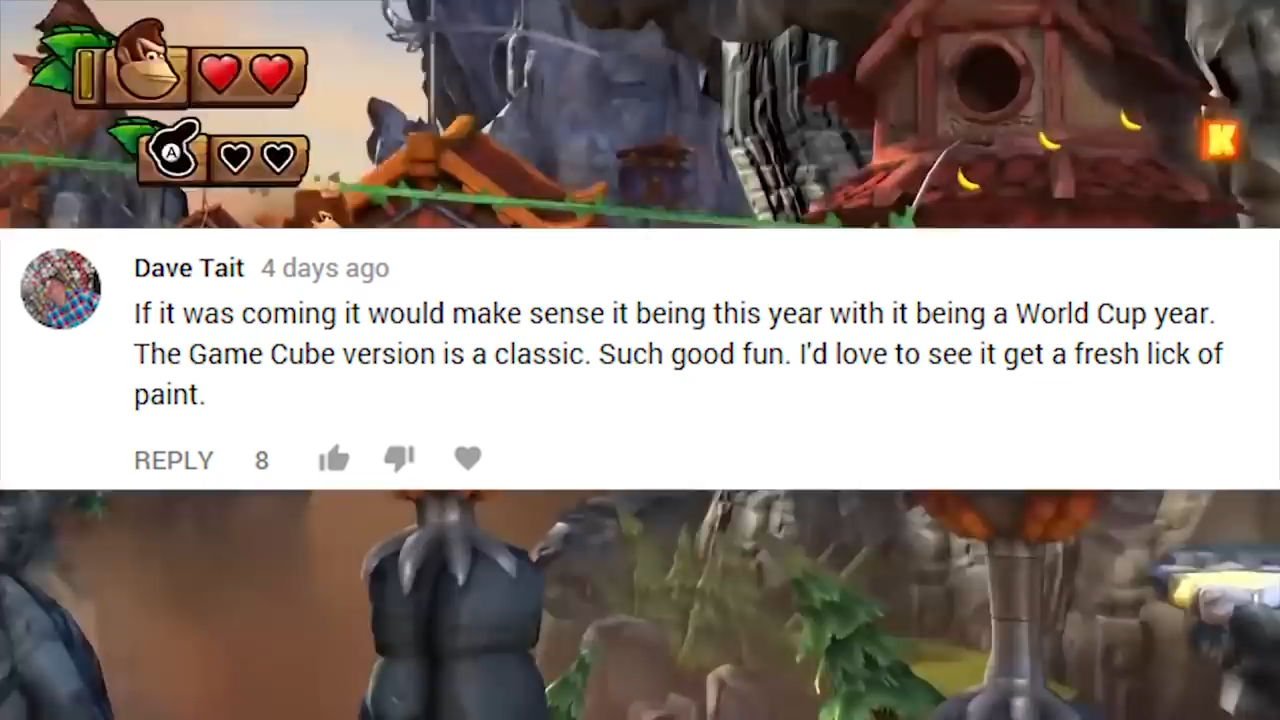 A
K
Dave Tait 4 days ago
If it was coming it would make sense it being this year with it being a World Cup year.
The Game Cube version is a classic. Such good fun. I'd love to see it get a fresh lick of
paint.
REPLY 8